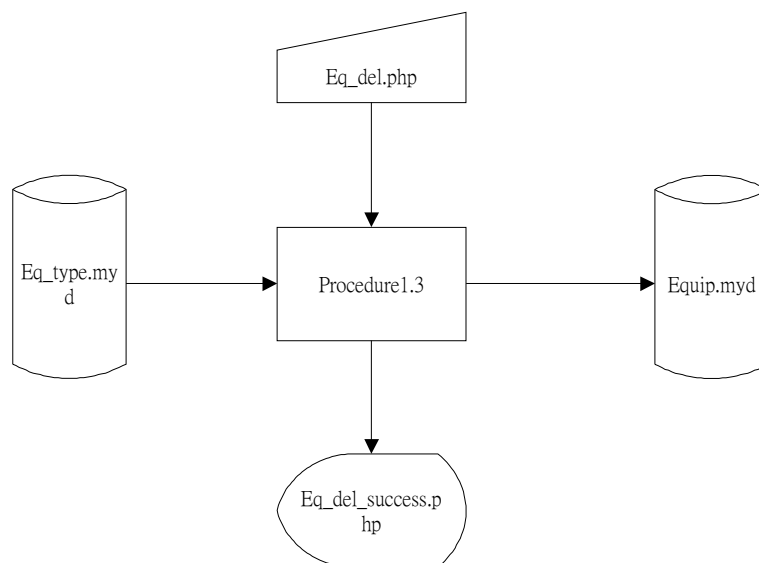 Eq_del.php
Eq_type.my
d
Procedure1.3
Equip.myd
Eq_del_success.p
hp